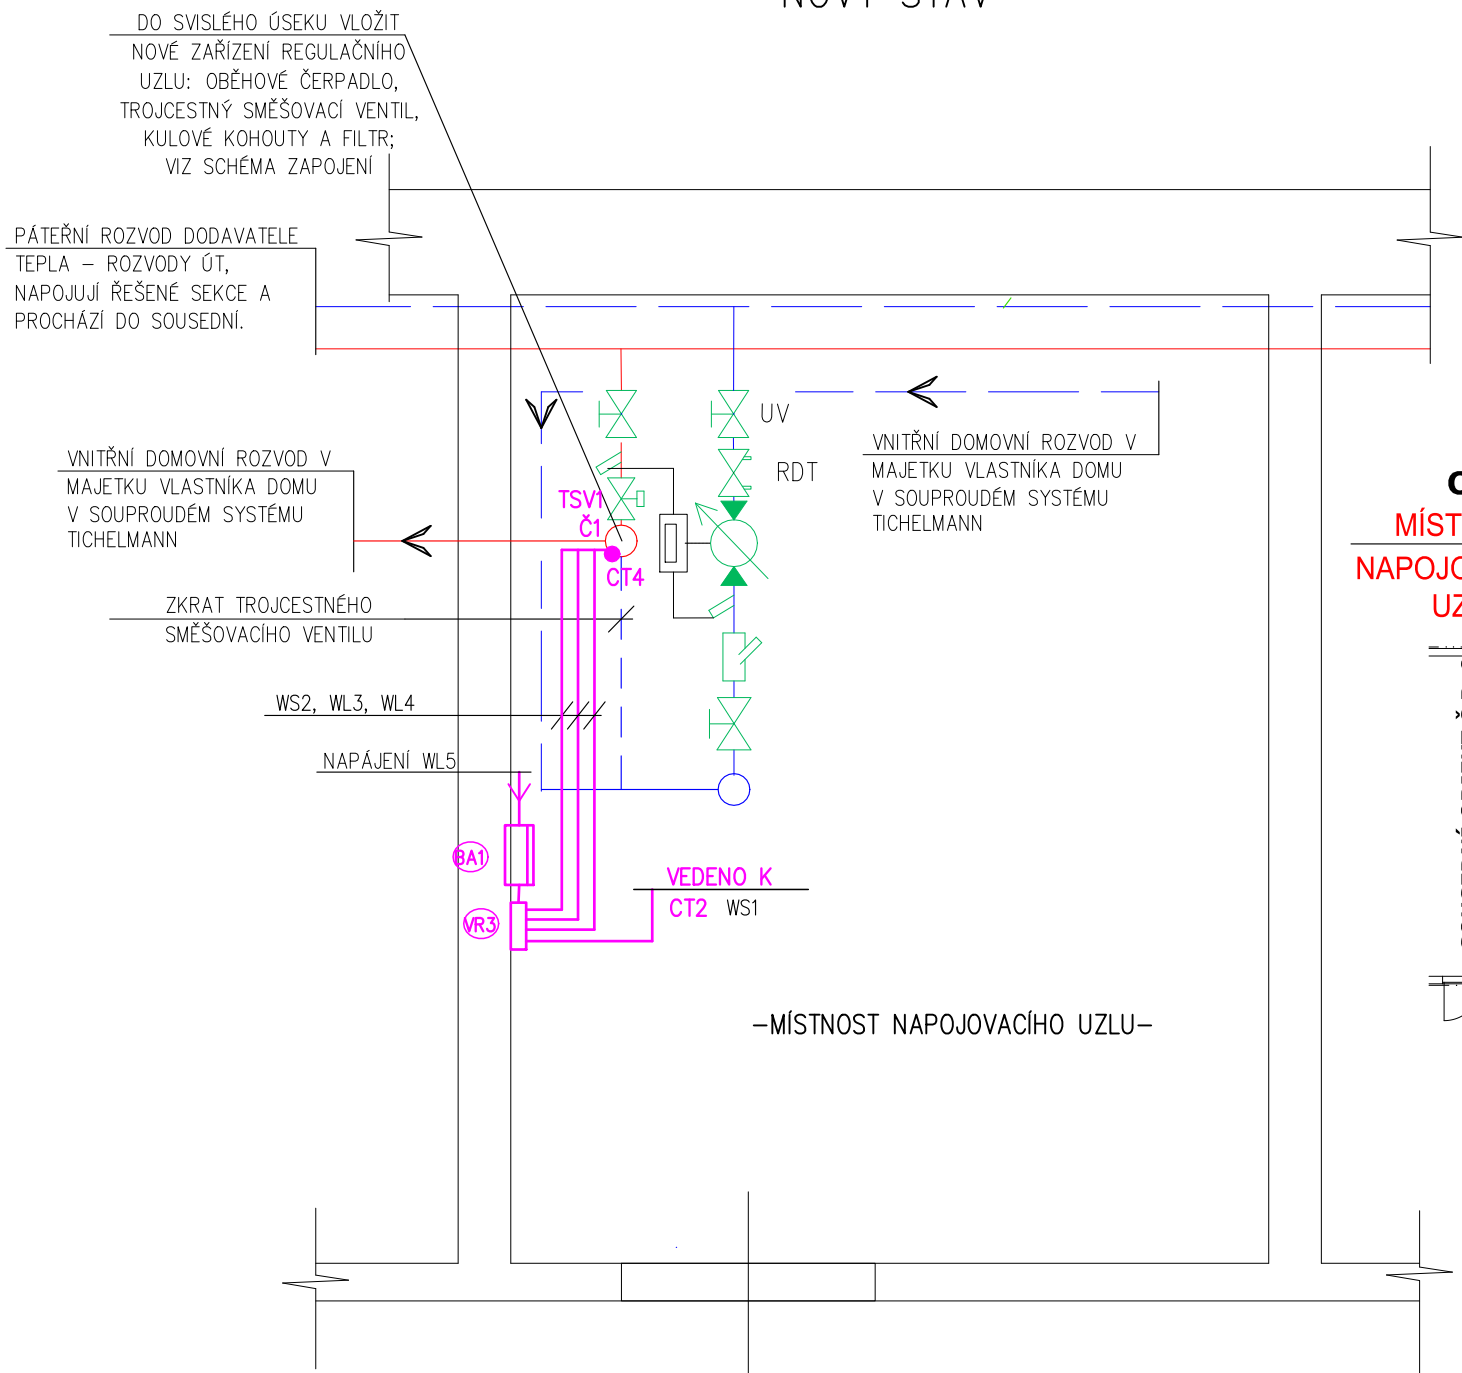 NOVÝ STAV
DO SVISLÉHO ÚSEKU VLOŽIT
NOVÉ ZAŘÍZENÍ REGULAČNÍHO
UZLU: OBĚHOVÉ ČERPADLO,
TROJCESTNÝ SMĚŠOVACÍ VENTIL,
KULOVÉ KOHOUTY A FILTR;
VIZ SCHÉMA ZAPOJENÍ
PÁTEŘNÍ ROZVOD DODAVATELE
TEPLA – ROZVODY ÚT,
NAPOJUJÍ ŘEŠENÉ SEKCE A
PROCHÁZÍ DO SOUSEDNÍ.
UV
RDT
VNITŘNÍ DOMOVNÍ ROZVOD V
MAJETKU VLASTNÍKA DOMU
V SOUPROUDÉM SYSTÉMU
TICHELMANN
VNITŘNÍ DOMOVNÍ ROZVOD V
MAJETKU VLASTNÍKA DOMU
V SOUPROUDÉM SYSTÉMU
TICHELMANN
TSV1
Č1
CT4
MÍST
NAPOJO
UZ
ZKRAT TROJCESTNÉHO
SMĚŠOVACÍHO VENTILU
WS2, WL3, WL4
NAPÁJENÍ WL5
BA1
VR3
VEDENO K
CT2 WS1
–MÍSTNOST NAPOJOVACÍHO UZLU–